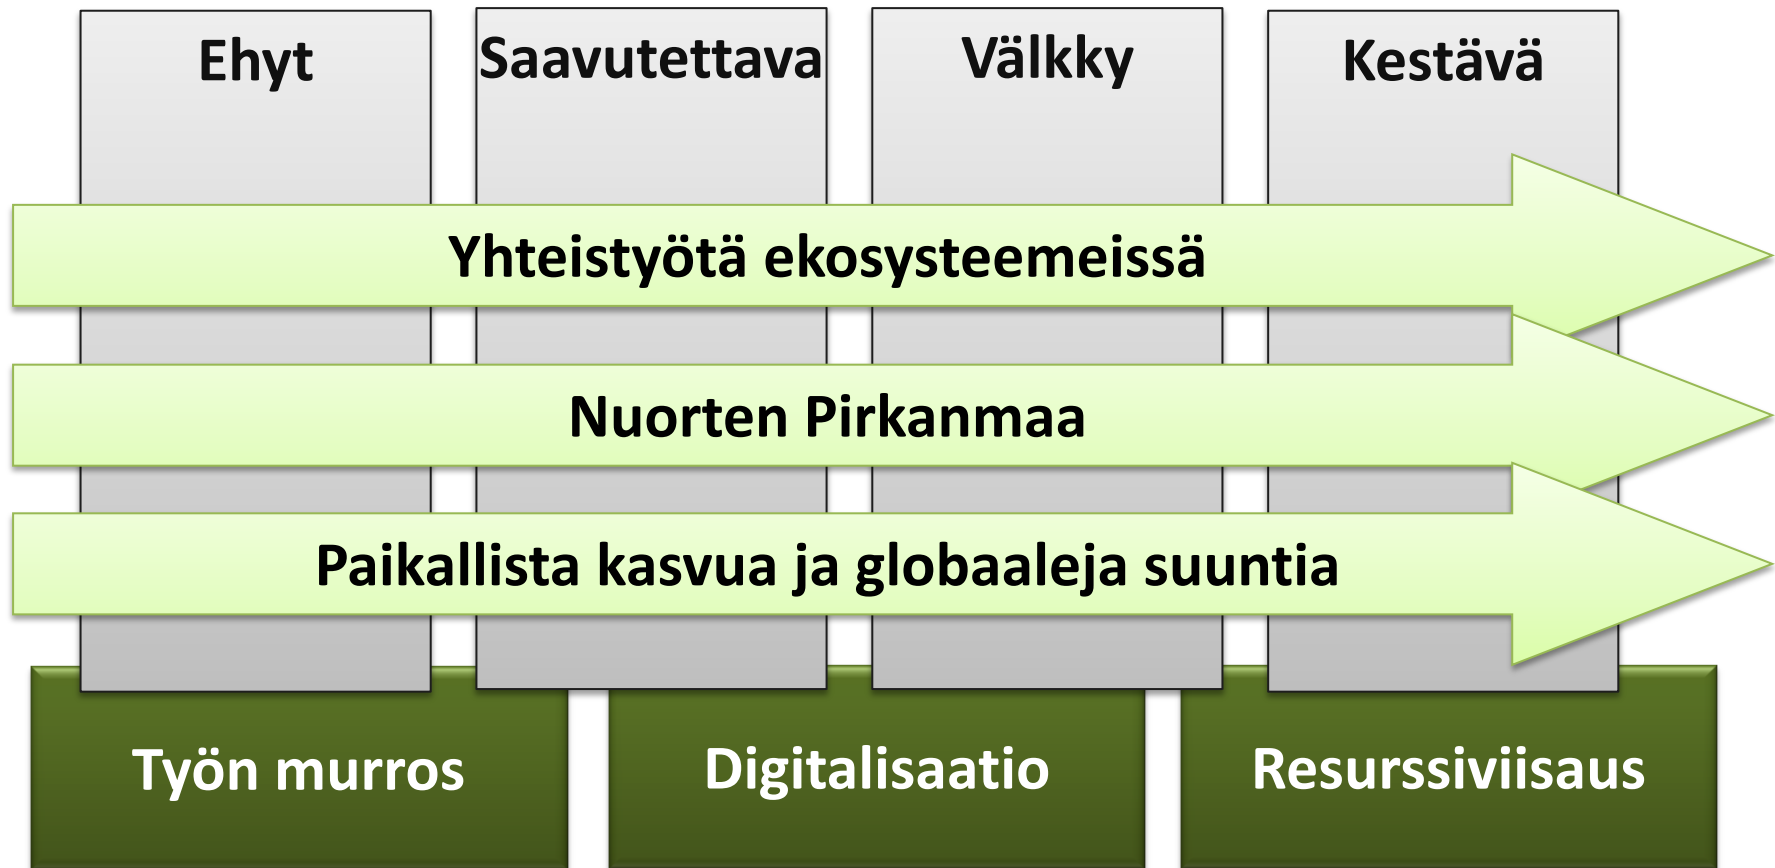 Ehyt
Saavutettava
Välkky
Kestävä
Yhteistyötä ekosysteemeissä
Nuorten Pirkanmaa
Paikallista kasvua ja globaaleja suuntia
Työn murros
Digitalisaatio
Resurssiviisaus